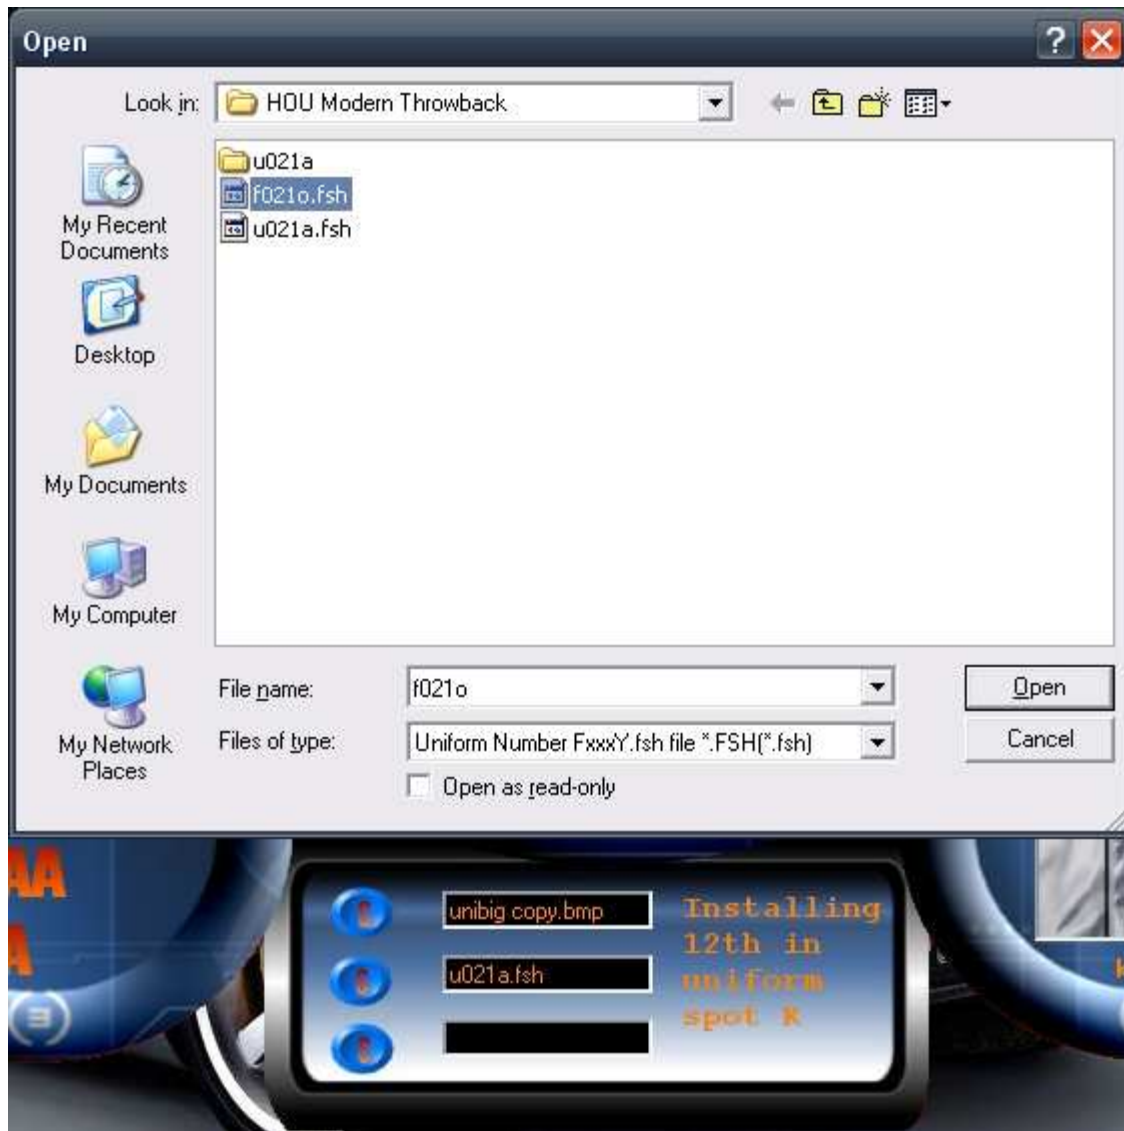 Open
Look in: HOU Modern Throwback
u021a
f021o.fsh
u021a.fsh
My Recent
Documents
Desktop
My Documents
My Computer
My Network
Places
File name: f021o Open
Files of type: Uniform Number FxxxY.fsh file *.FSH(*.fsh) Cancel
Open as read-only
AA
A
unibig copy.bmp
u021a.fsh
Installing
12th in
uniform
spot R